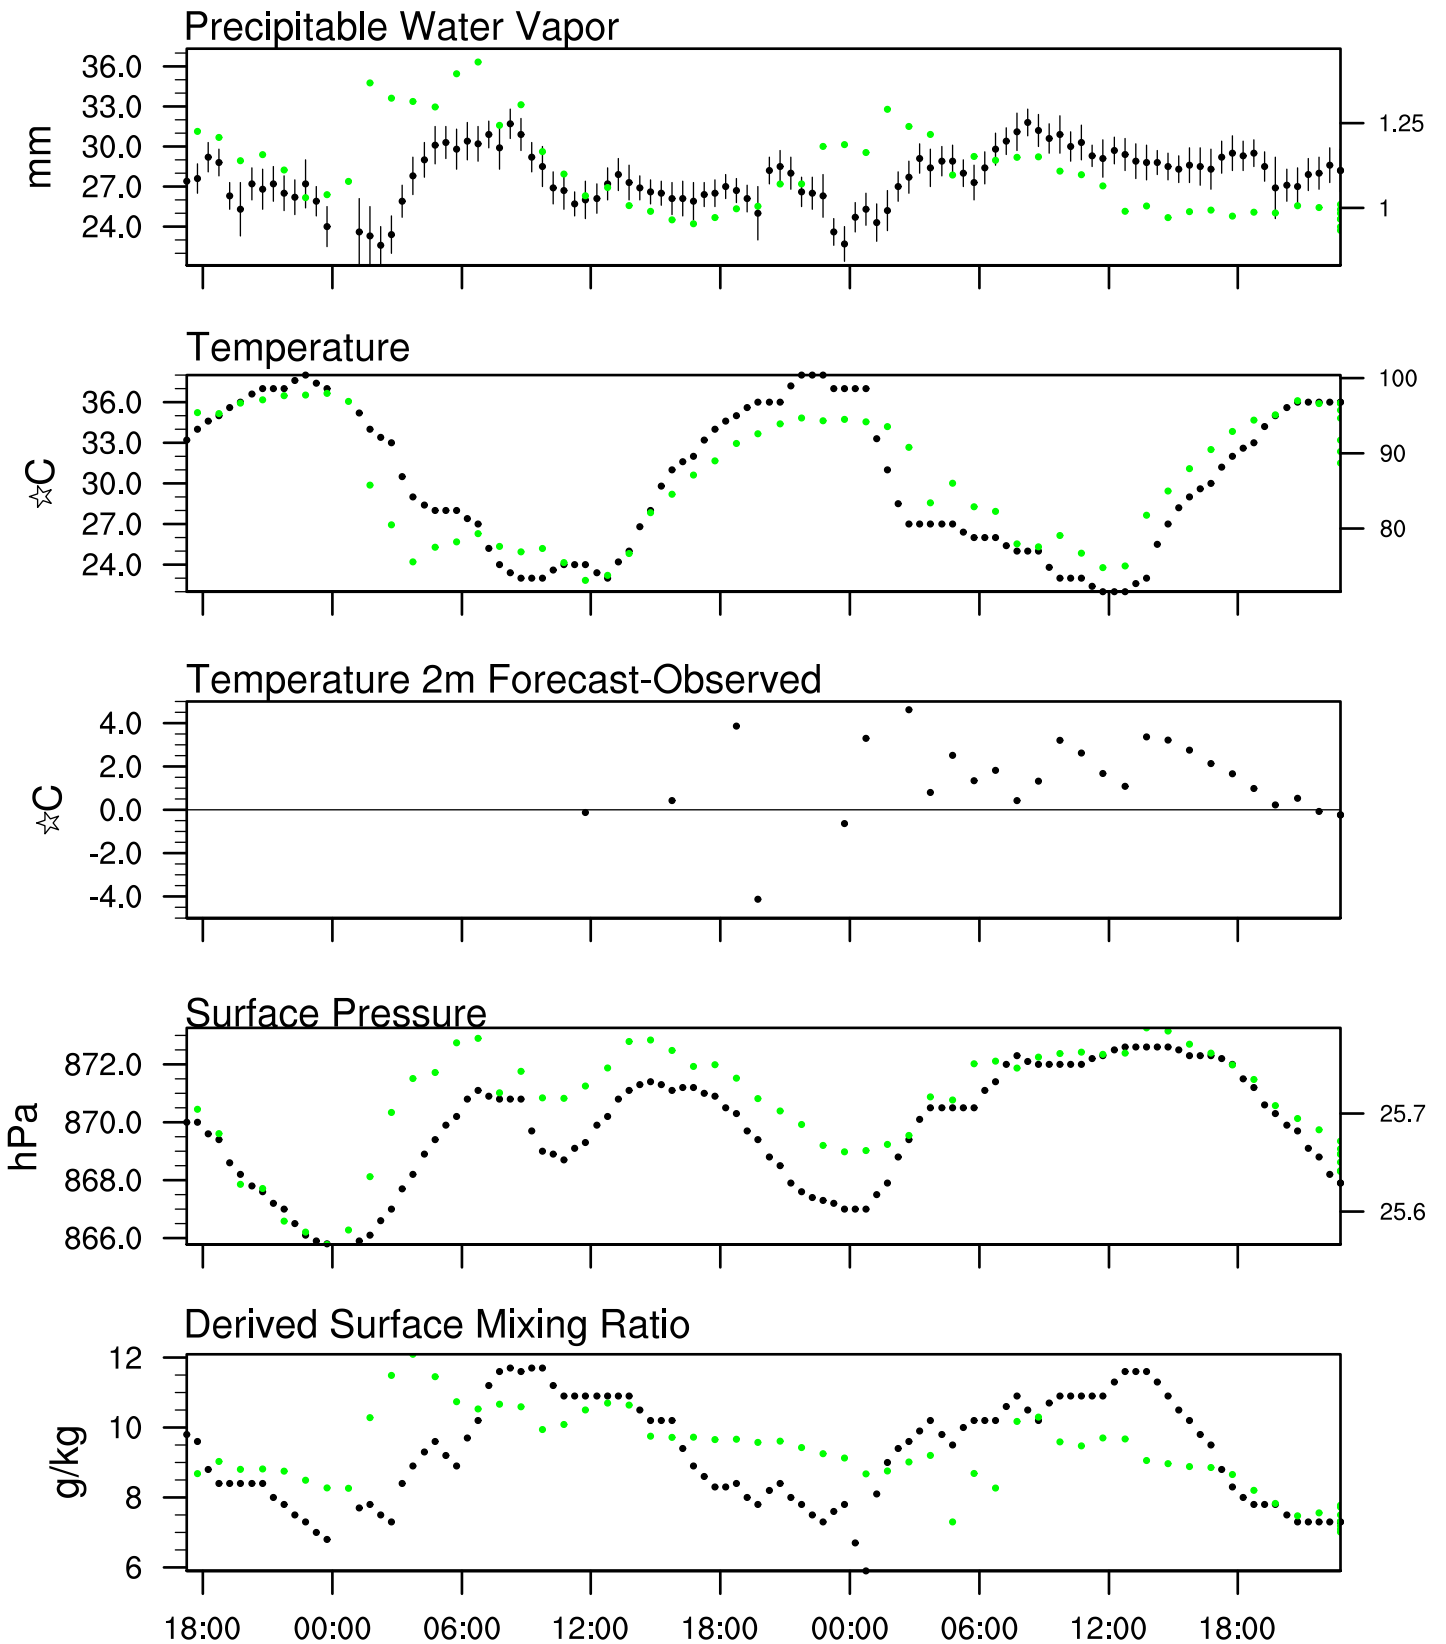 Precipitable Water Vapor
36.0
33.0
30.0
27.0
24.0
mm
1.25
1
Temperature
36.0
33.0
30.0
27.0
24.0
☆C
100
90
80
Temperature 2m Forecast-Observed
4.0
2.0
0.0
-2.0
-4.0
☆C
Surface Pressure
872.0
870.0
868.0
866.0
hPa
25.7
25.6
Derived Surface Mixing Ratio
12
10
8
6
g/kg
18:00 00:00 06:00 12:00 18:00 00:00 06:00 12:00 18:00